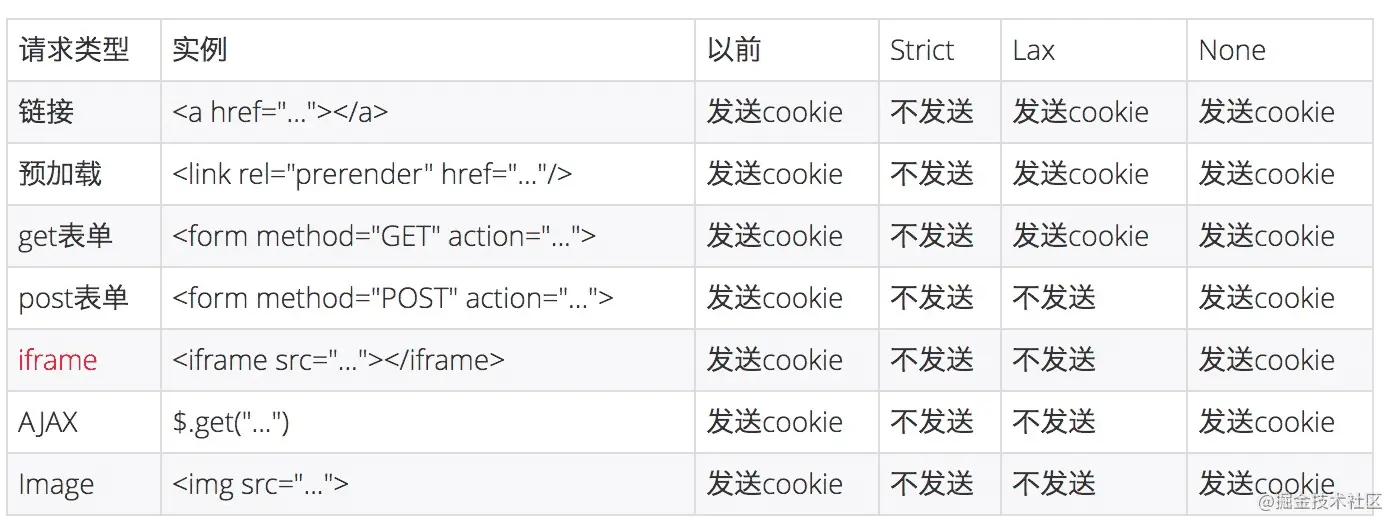 请求类型 实例 以前 Strict Lax None
链接 <a href="..."></a> 发送cookie 不发送 发送cookie 发送cookie
预加载 <link rel="prerender" href="..."/> 发送cookie 不发送 发送cookie 发送cookie
get表单 <form method="GET" action="..."> 发送cookie 不发送 发送cookie 发送cookie
post表单 <form method="POST" action="..."> 发送cookie 不发送 不发送 发送cookie
iframe <iframe src="..."></iframe> 发送cookie 不发送 不发送 发送cookie
AJAX $.get("...") 发送cookie 不发送 不发送 发送cookie
Image <img src="..."> 发送cookie 不发送 不发送 发送cookie
@掘金技术社区